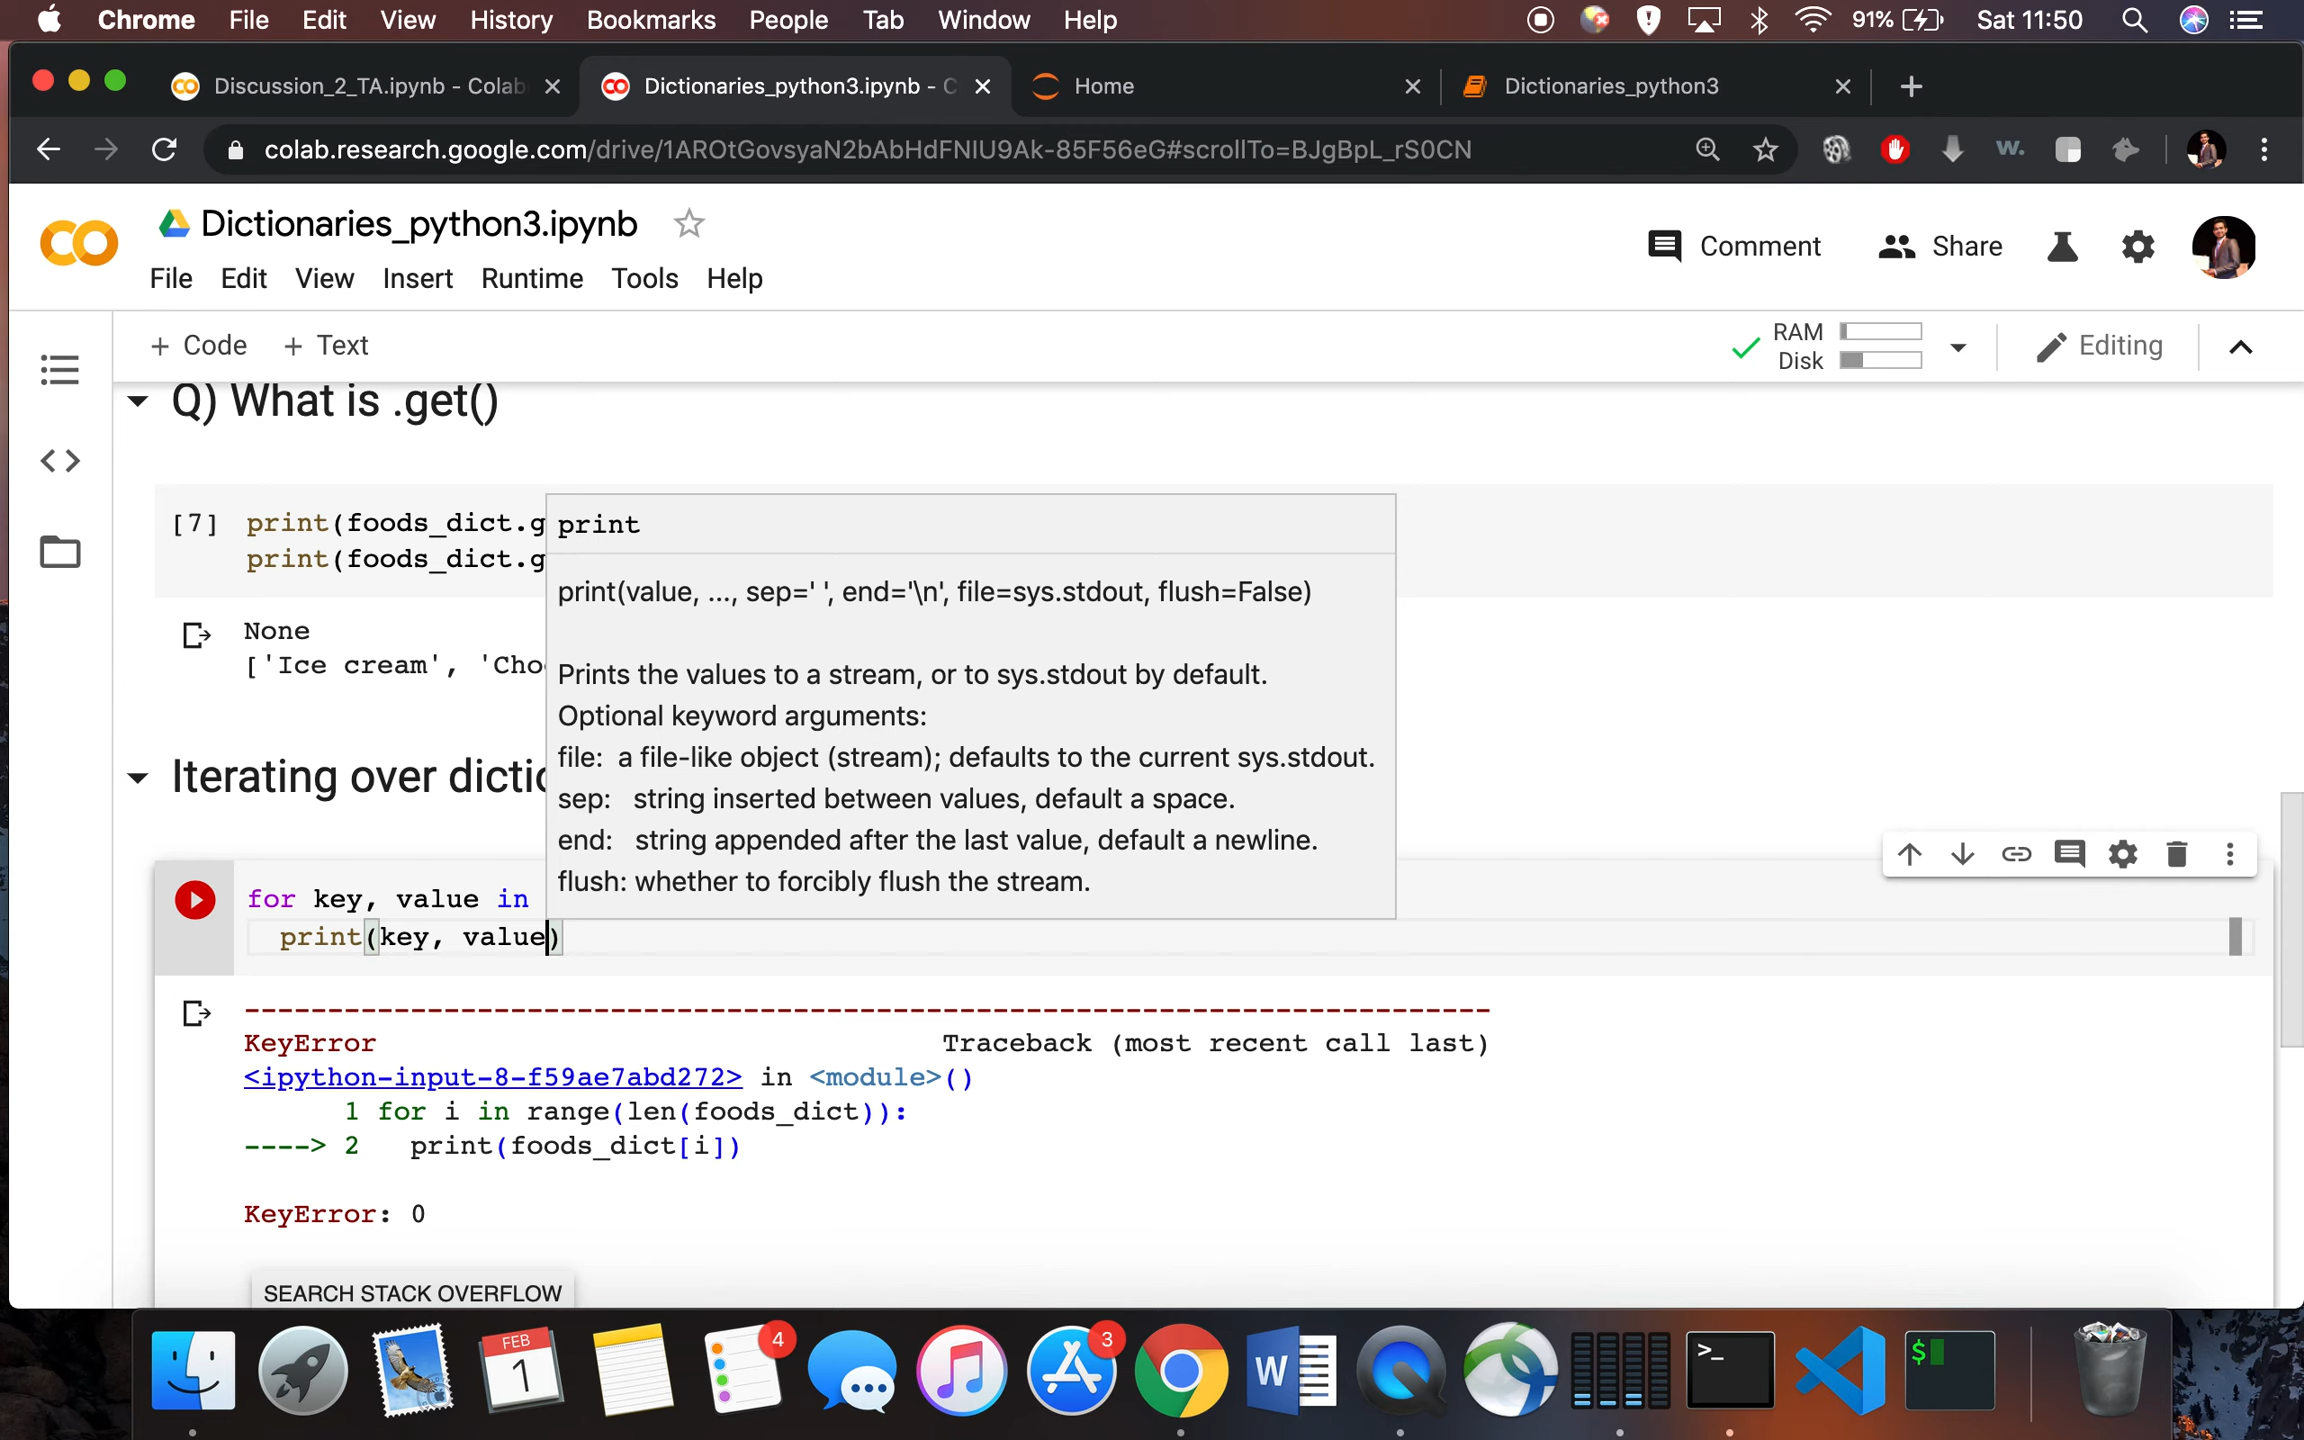 Chrome File Edit View History Bookmarks People Tab Window Help 91% Sat 11:50
Discussion_2_TA.ipynb - Colab Dictionaries_python3.ipynb - C Home Dictionaries_python3
colab.research.google.com/drive/1AROtGovsyaN2bAbHdFNIU9Ak-85F56eG#scrollTo=BJgBpL_rS0CN w.
Dictionaries_python3.ipynb
Comment Share
File Edit View Insert Runtime Tools Help
+ Code + Text RAM
Disk
Editing
Q) What is .get()
[7] print(foods_dict.g
print(foods_dict.g
print
print(value, ..., sep=' ', end='\n', file=sys.stdout, flush=False)
Prints the values to a stream, or to sys.stdout by default.
Optional keyword arguments:
file: a file-like object (stream); defaults to the current sys.stdout.
sep: string inserted between values, default a space.
end: string appended after the last value, default a newline.
flush: whether to forcibly flush the stream.
None
['Ice cream', 'Cho
Iterating over dictio
for key, value in
print(key, value)
---------------------------------------------------------------------------
KeyError Traceback (most recent call last)
<ipython-input-8-f59ae7abd272> in <module>()
1 for i in range(len(foods_dict)):
----> 2 print(foods_dict[i])
KeyError: 0
SEARCH STACK OVERFLOW
FEB
1
4
3
W
>_
$